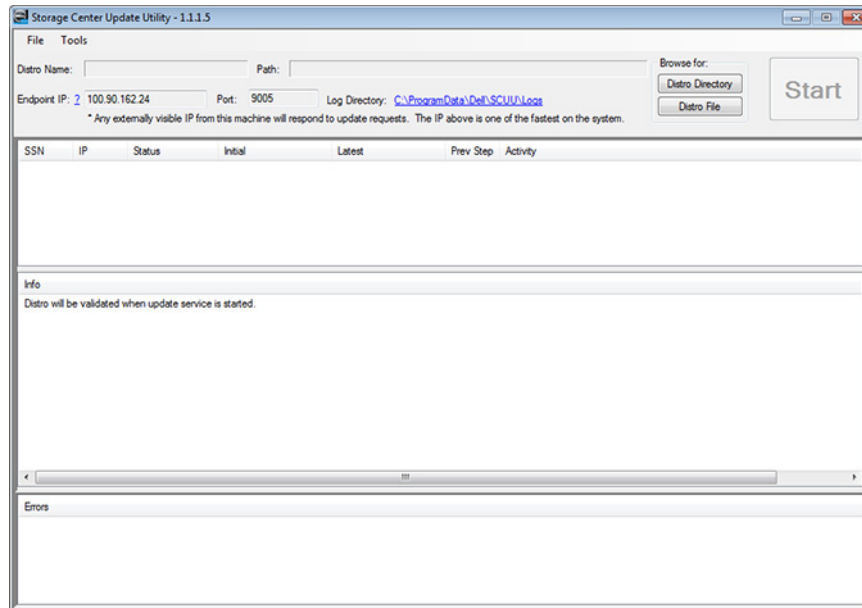 Storage Center Update Utility - 1.1.1.5
File Tools
Distro Name: Path: Browse for:
Distro Directory
Start
Endpoint IP: ? 100.90.162.24 Port: 9005 Log Directory: C:\ProgramData\Dell\SCUU\Logs
Distro File
* Any externally visible IP from this machine will respond to update requests. The IP above is one of the fastest on the system.
SSN IP Status Initial Latest Prev Step Activity
Info
Distro will be validated when update service is started.
Errors